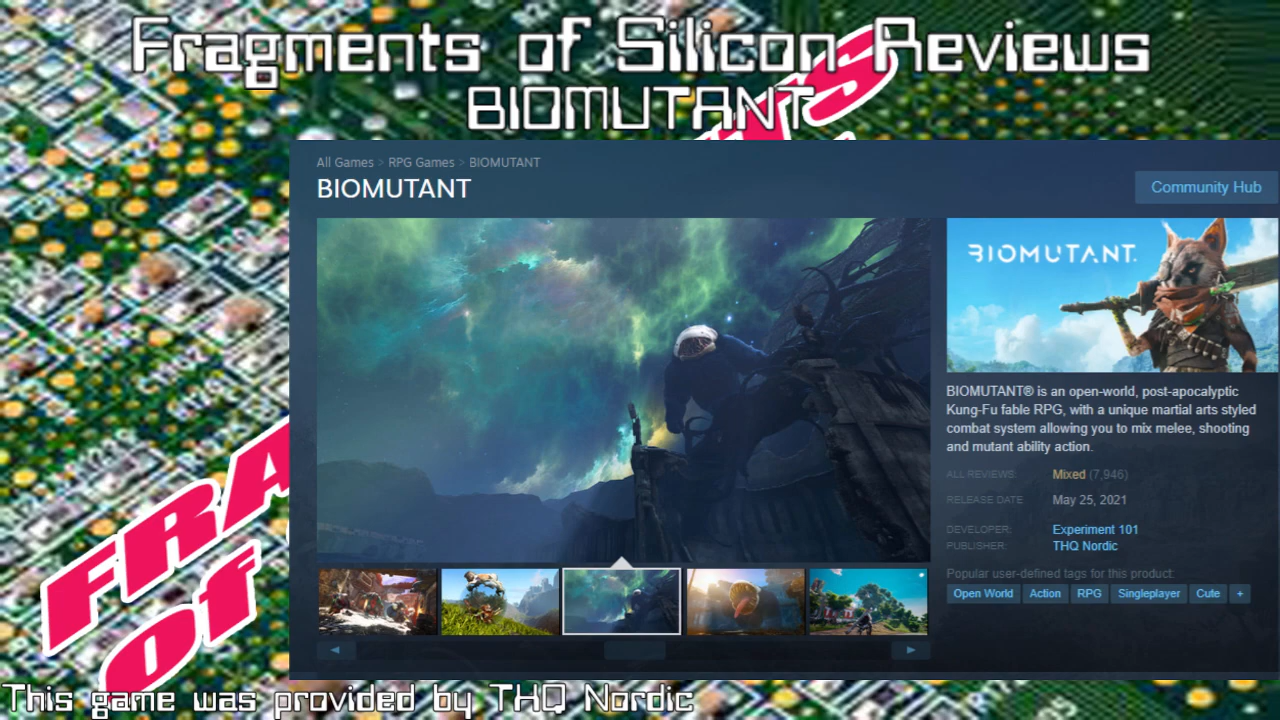 Fragments of Silicon Reviews
BIOMUTANT
All Games > RPG Games > BIOMUTANT
BIOMUTANT
Community Hub
BIOMUTANT.
BIOMUTANT® is an open-world, post-apocalyptic
Kung-Fu fable RPG, with a unique martial arts styled
combat system allowing you to mix melee, shooting
and mutant ability action.
ALL REVIEWS: Mixed (7,946)
RELEASE DATE: May 25, 2021
DEVELOPER: Experiment 101
PUBLISHER: THQ Nordic
Popular user-defined tags for this product:
Open World Action RPG Singleplayer Cute +
FRA
of
This game was provided by THQ Nordic